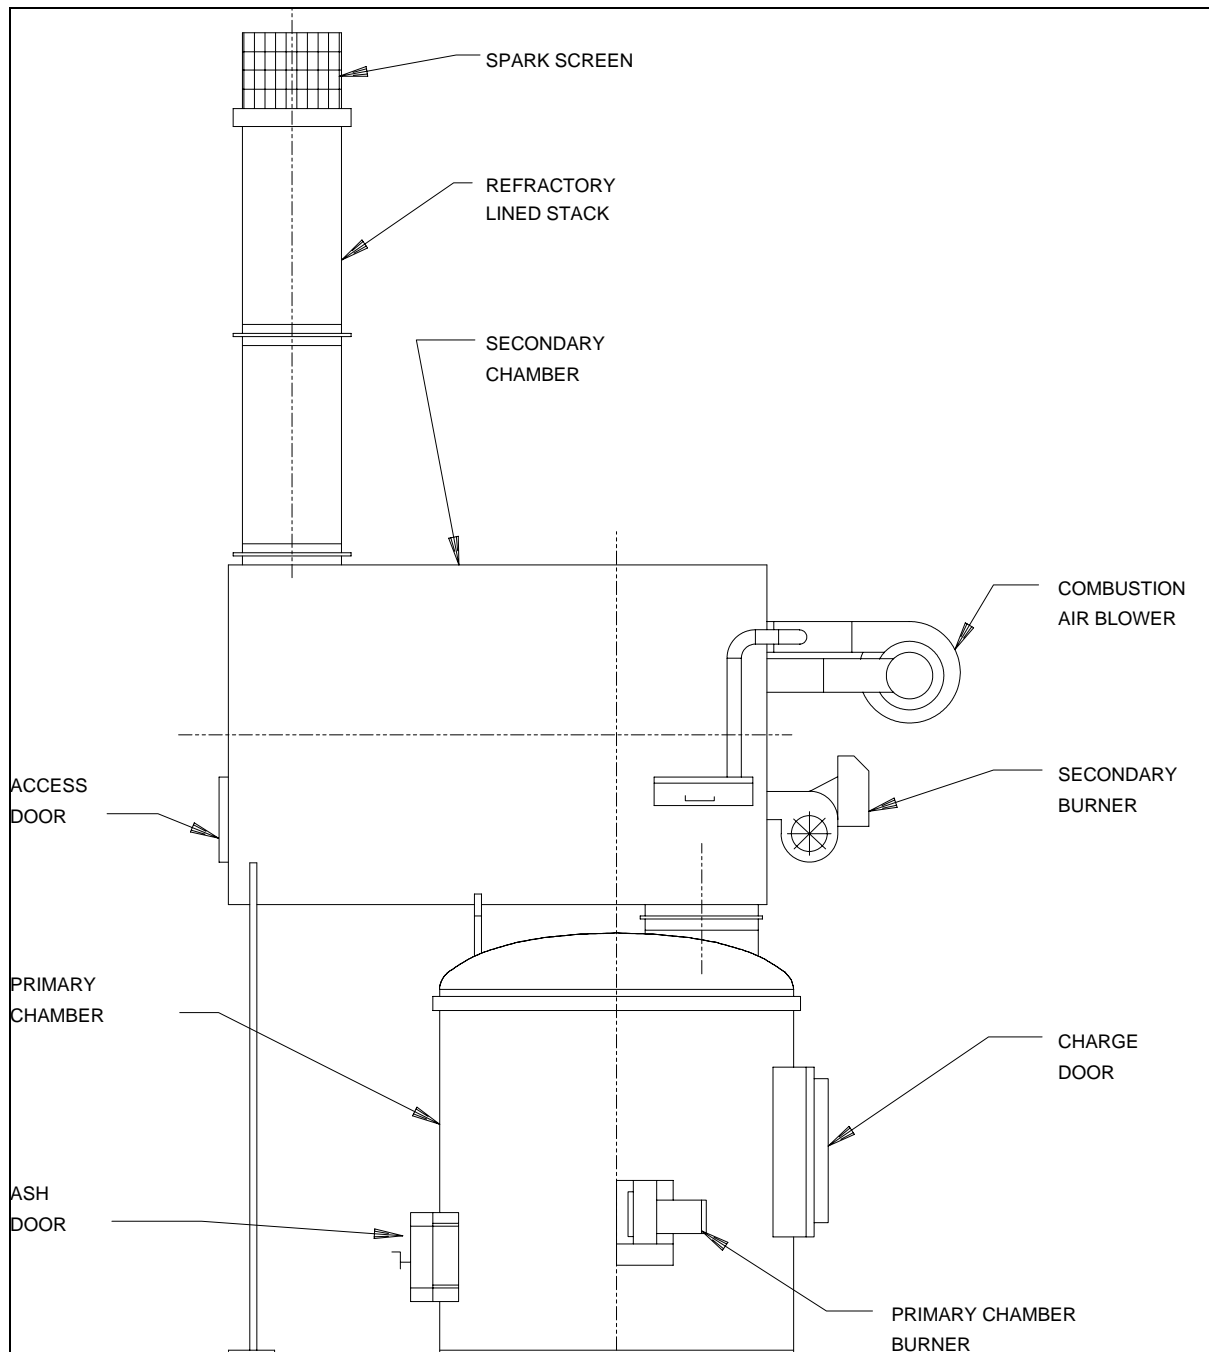 SPARK SCREEN
REFRACTORY
LINED STACK
SECONDARY
CHAMBER
COMBUSTION
AIR BLOWER
ACCESS
DOOR
SECONDARY
BURNER
PRIMARY
CHAMBER
CHARGE
DOOR
ASH
DOOR
PRIMARY CHAMBER
BURNER